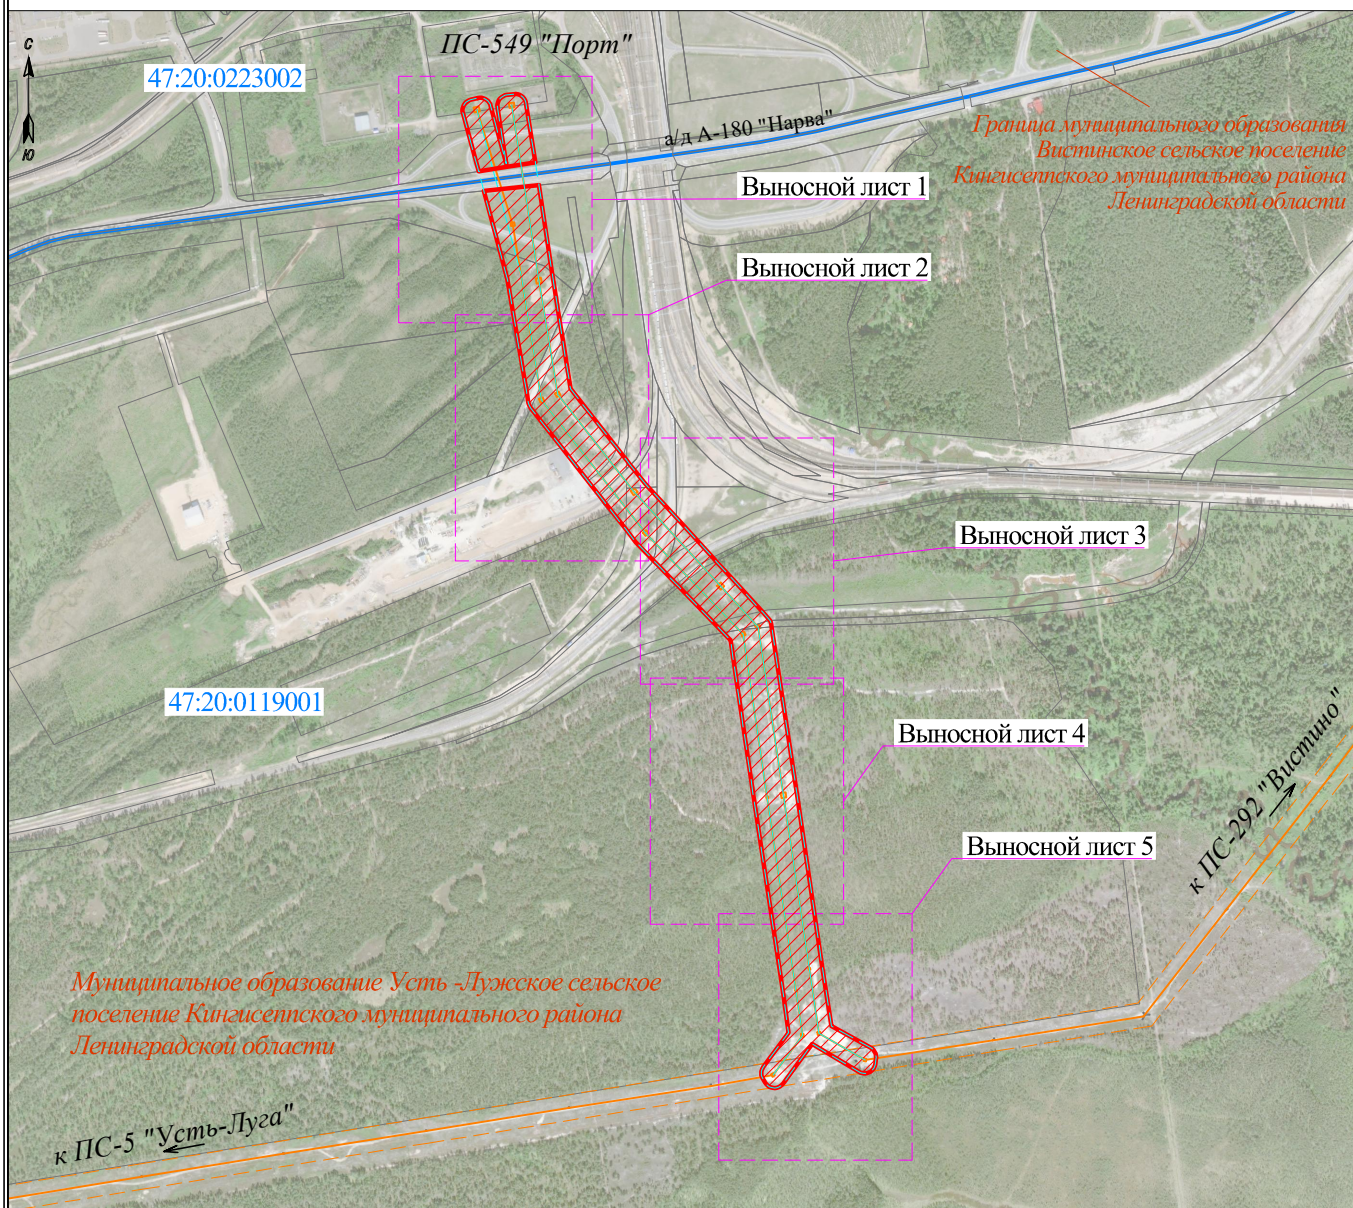 С
Ю
ПС-549 "Порт"
47:20:0223002
а/д А-180 "Нарва"
Граница муниципального образования
Вистинское сельское поселение
Кингисеппского муниципального района
Ленинградской области
Выносной лист 1
Выносной лист 2
Выносной лист 3
47:20:0119001
Выносной лист 4
к ПС-292 "Вистино"
Выносной лист 5
Муниципальное образование Усть -Лужское сельское
поселение Кингисеппского муниципального района
Ленинградской области
к ПС-5 "Усть-Луга"